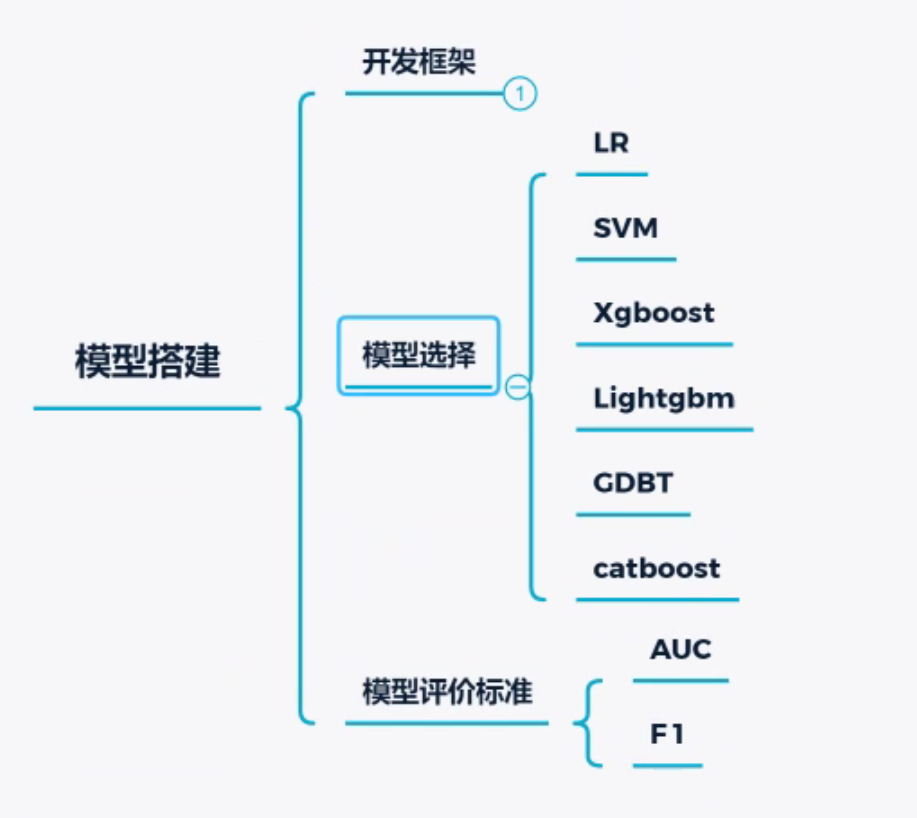 开发框架
1
LR
SVM
Xgboost
模型选择
模型搭建
Lightgbm
GDBT
catboost
AUC
模型评价标准
F1